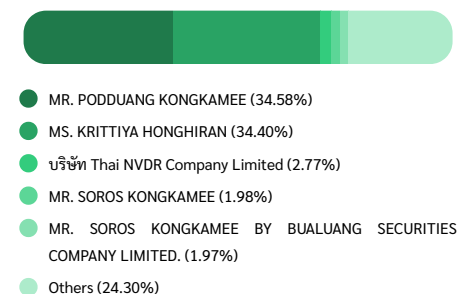 MR. PODDUANG KONGKAMEE (34.58%)
MS. KRITTIYA HONGHIRAN (34.40%)
บริษัท Thai NVDR Company Limited (2.77%)
MR. SOROS KONGKAMEE (1.98%)
MR. SOROS KONGKAMEE BY BUALUANG SECURITIES
COMPANY LIMITED. (1.97%)
Others (24.30%)